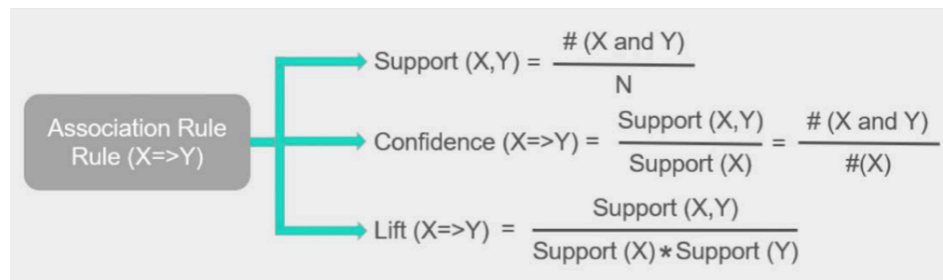 Association Rule
Rule (X=>Y)
Support (X,Y) = # (X and Y) / N
Confidence (X=>Y) = Support (X,Y) / Support (X) = # (X and Y) / #(X)
Lift (X=>Y) = Support (X,Y) / Support (X)*Support (Y)